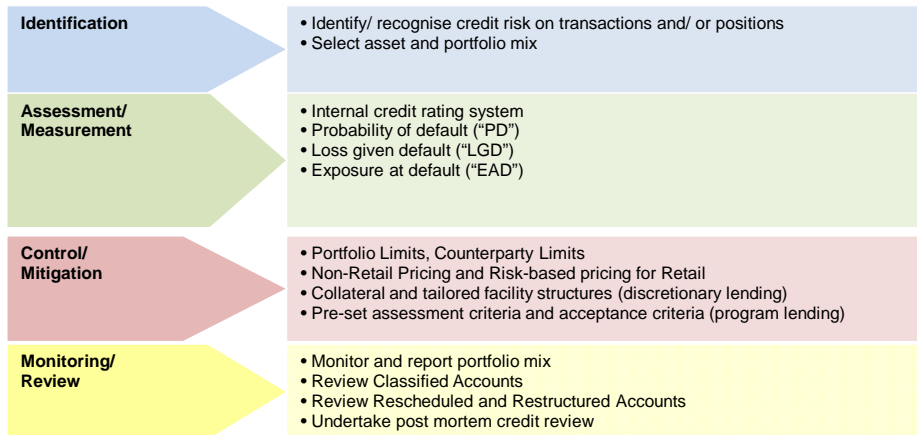 Identification
• Identify/ recognise credit risk on transactions and/ or positions
• Select asset and portfolio mix
Assessment/
Measurement
• Internal credit rating system
• Probability of default (“PD”)
• Loss given default (“LGD”)
• Exposure at default (“EAD”)
Control/
Mitigation
• Portfolio Limits, Counterparty Limits
• Non-Retail Pricing and Risk-based pricing for Retail
• Collateral and tailored facility structures (discretionary lending)
• Pre-set assessment criteria and acceptance criteria (program lending)
Monitoring/
Review
• Monitor and report portfolio mix
• Review Classified Accounts
• Review Rescheduled and Restructured Accounts
• Undertake post mortem credit review